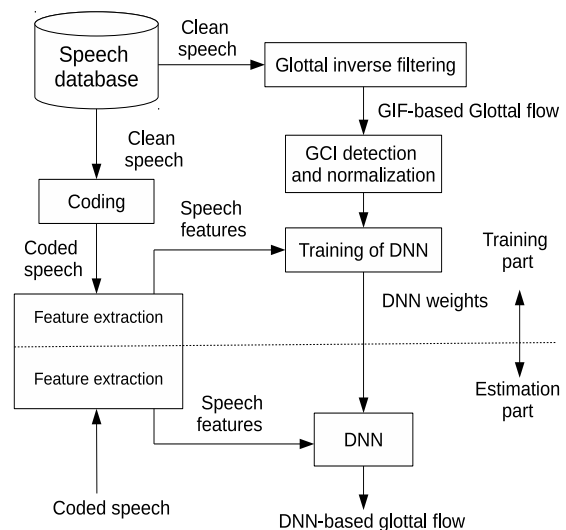 Speech
database
Clean
speech
Glottal inverse filtering
GIF-based Glottal flow
Clean
speech
GCI detection
and normalization
Coding
Speech
features
Coded
speech
Training of DNN
Training
part
DNN weights
Feature extraction
Feature extraction
Estimation
part
Speech
features
DNN
Coded speech
DNN-based glottal flow